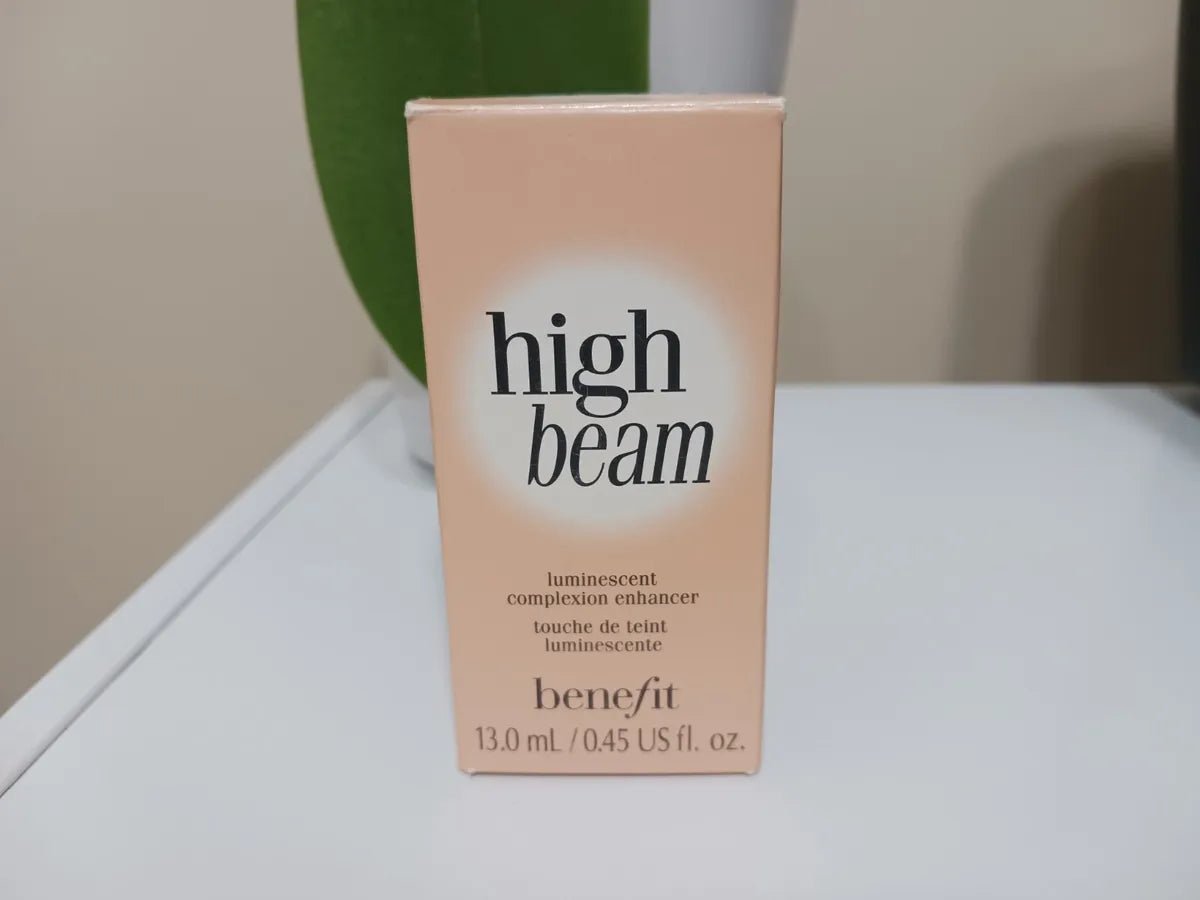 high
beam
luminescent
complexion enhancer
touche de teint
luminescente
benefit
13.0 mL / 0.45 US fl. oz.